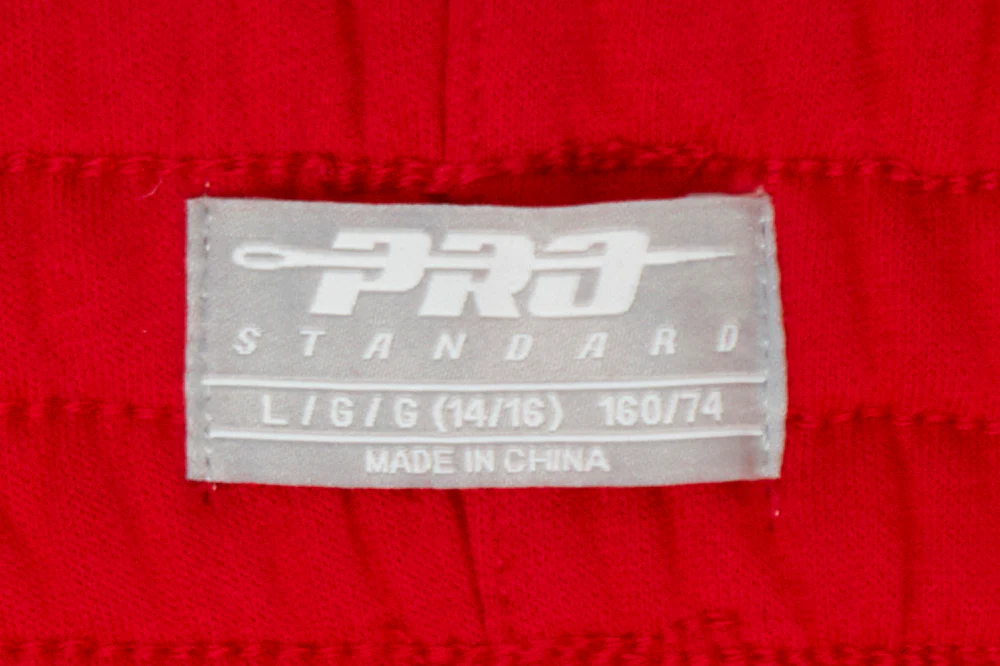 PRO
STANDARD
L / G / G (14/16) 160/74
MADE IN CHINA